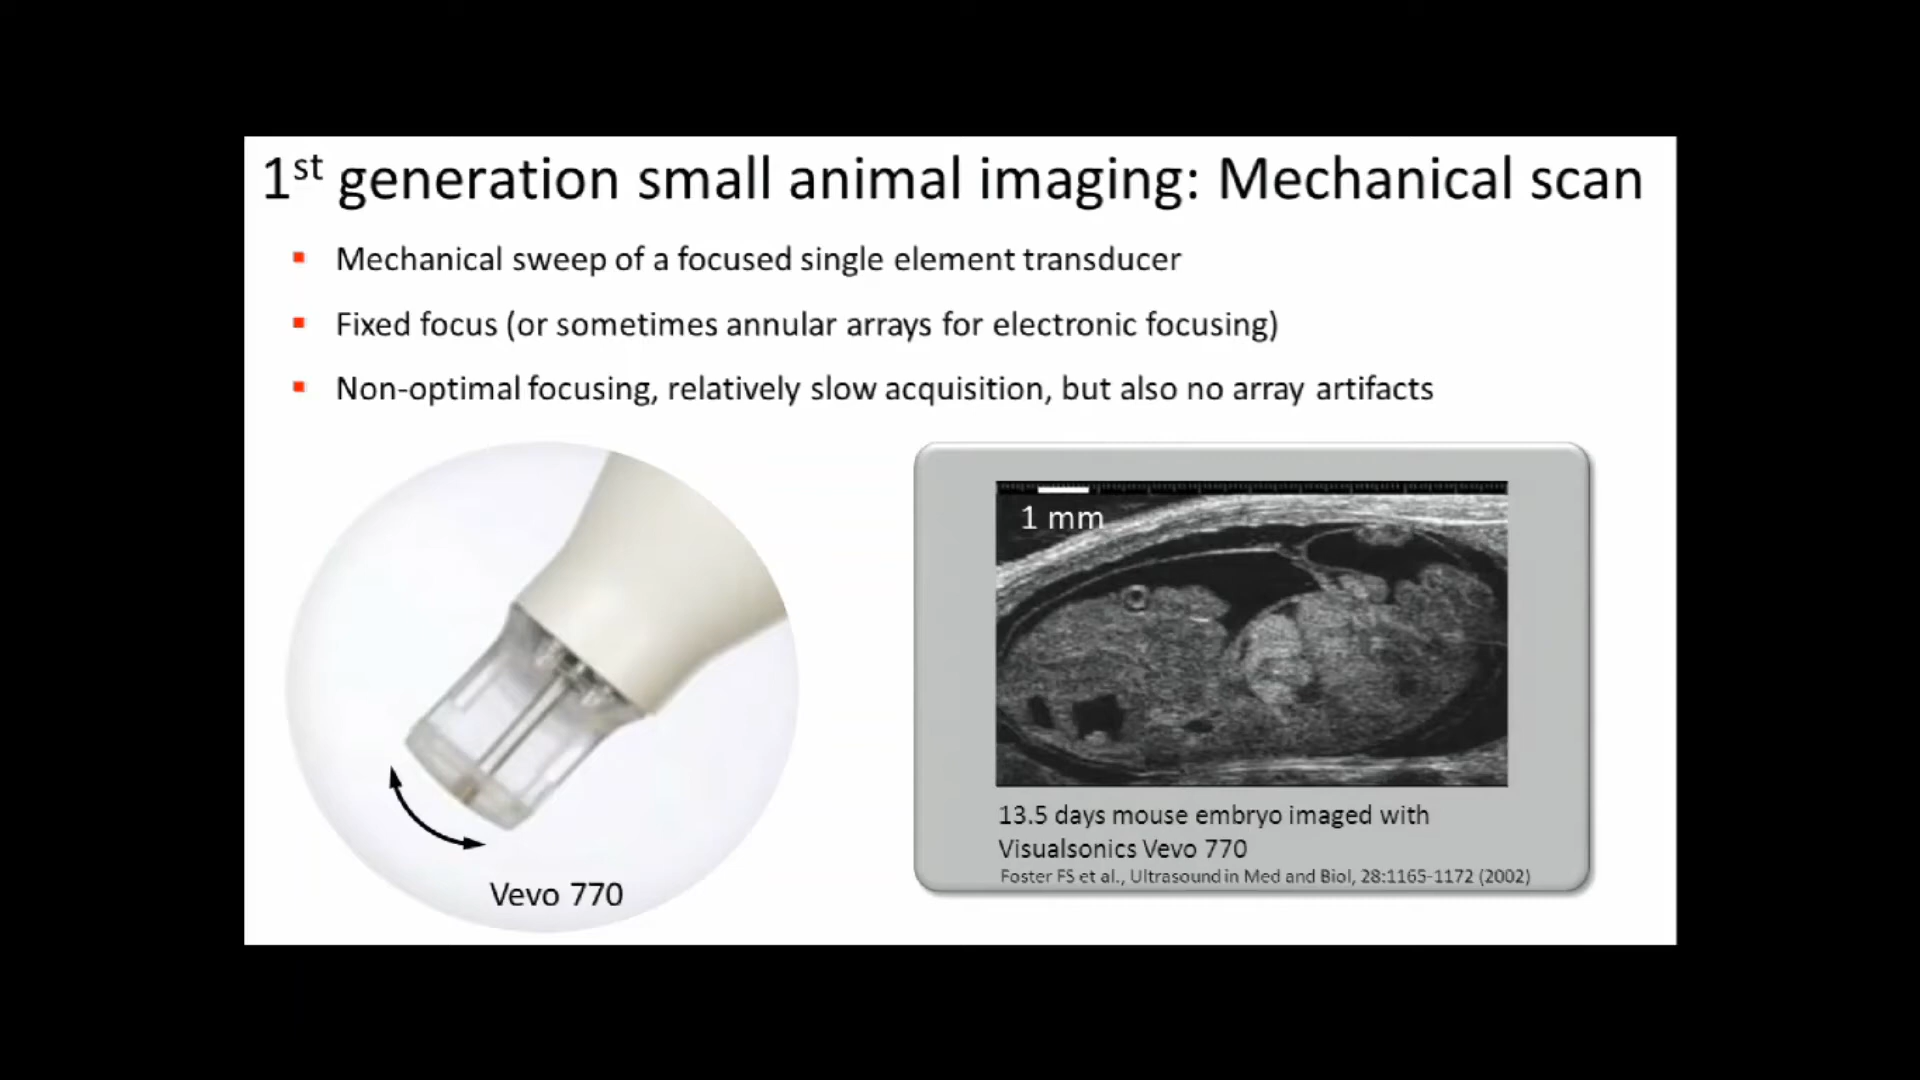 1st generation small animal imaging: Mechanical scan
Mechanical sweep of a focused single element transducer
Fixed focus (or sometimes annular arrays for electronic focusing)
Non-optimal focusing, relatively slow acquisition, but also no array artifacts
Vevo 770
1 mm
13.5 days mouse embryo imaged with
Visualsonics Vevo 770
Foster FS et al., Ultrasound in Med and Biol, 28:1165-1172 (2002)